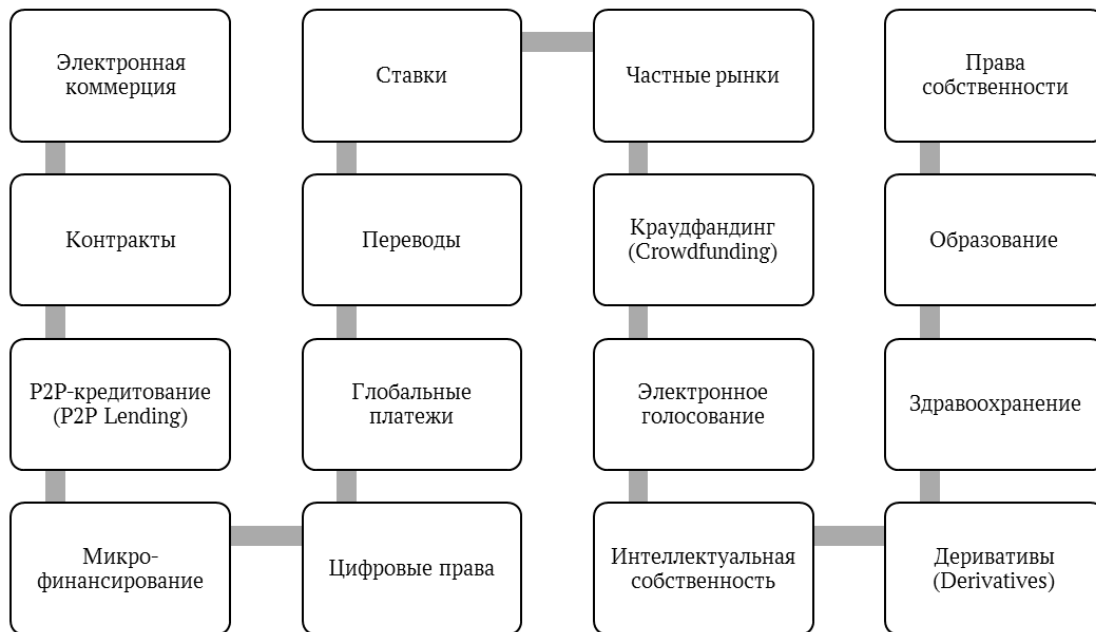 Электронная
коммерция
Контракты
P2P-кредитование
(P2P Lending)
Микро-
финансирование
Цифровые права
Глобальные
платежи
Переводы
Ставки
Частные рынки
Краудфандинг
(Crowdfunding)
Электронное
голосование
Интеллектуальная
собственность
Деривативы
(Derivatives)
Здравоохранение
Образование
Права
собственности